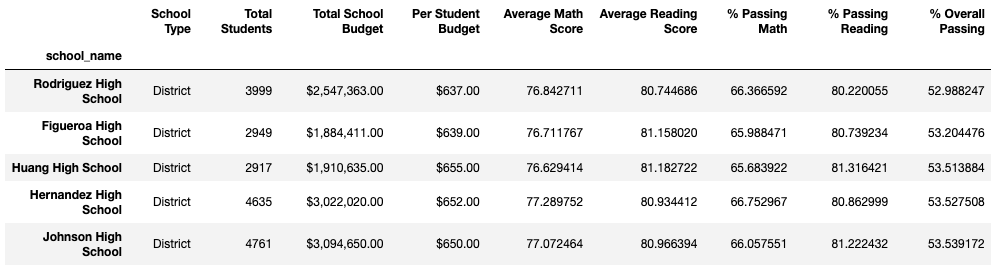 School Type Total Students Total School Budget Per Student Budget Average Math Score Average Reading Score % Passing Math % Passing Reading % Overall Passing
school_name
Rodriguez High School District 3999 $2,547,363.00 $637.00 76.842711 80.744686 66.366592 80.220055 52.988247
Figueroa High School District 2949 $1,884,411.00 $639.00 76.711767 81.158020 65.988471 80.739234 53.204476
Huang High School District 2917 $1,910,635.00 $655.00 76.629414 81.182722 65.683922 81.316421 53.513884
Hernandez High School District 4635 $3,022,020.00 $652.00 77.289752 80.934412 66.752967 80.862999 53.527508
Johnson High School District 4761 $3,094,650.00 $650.00 77.072464 80.966394 66.057551 81.222432 53.539172